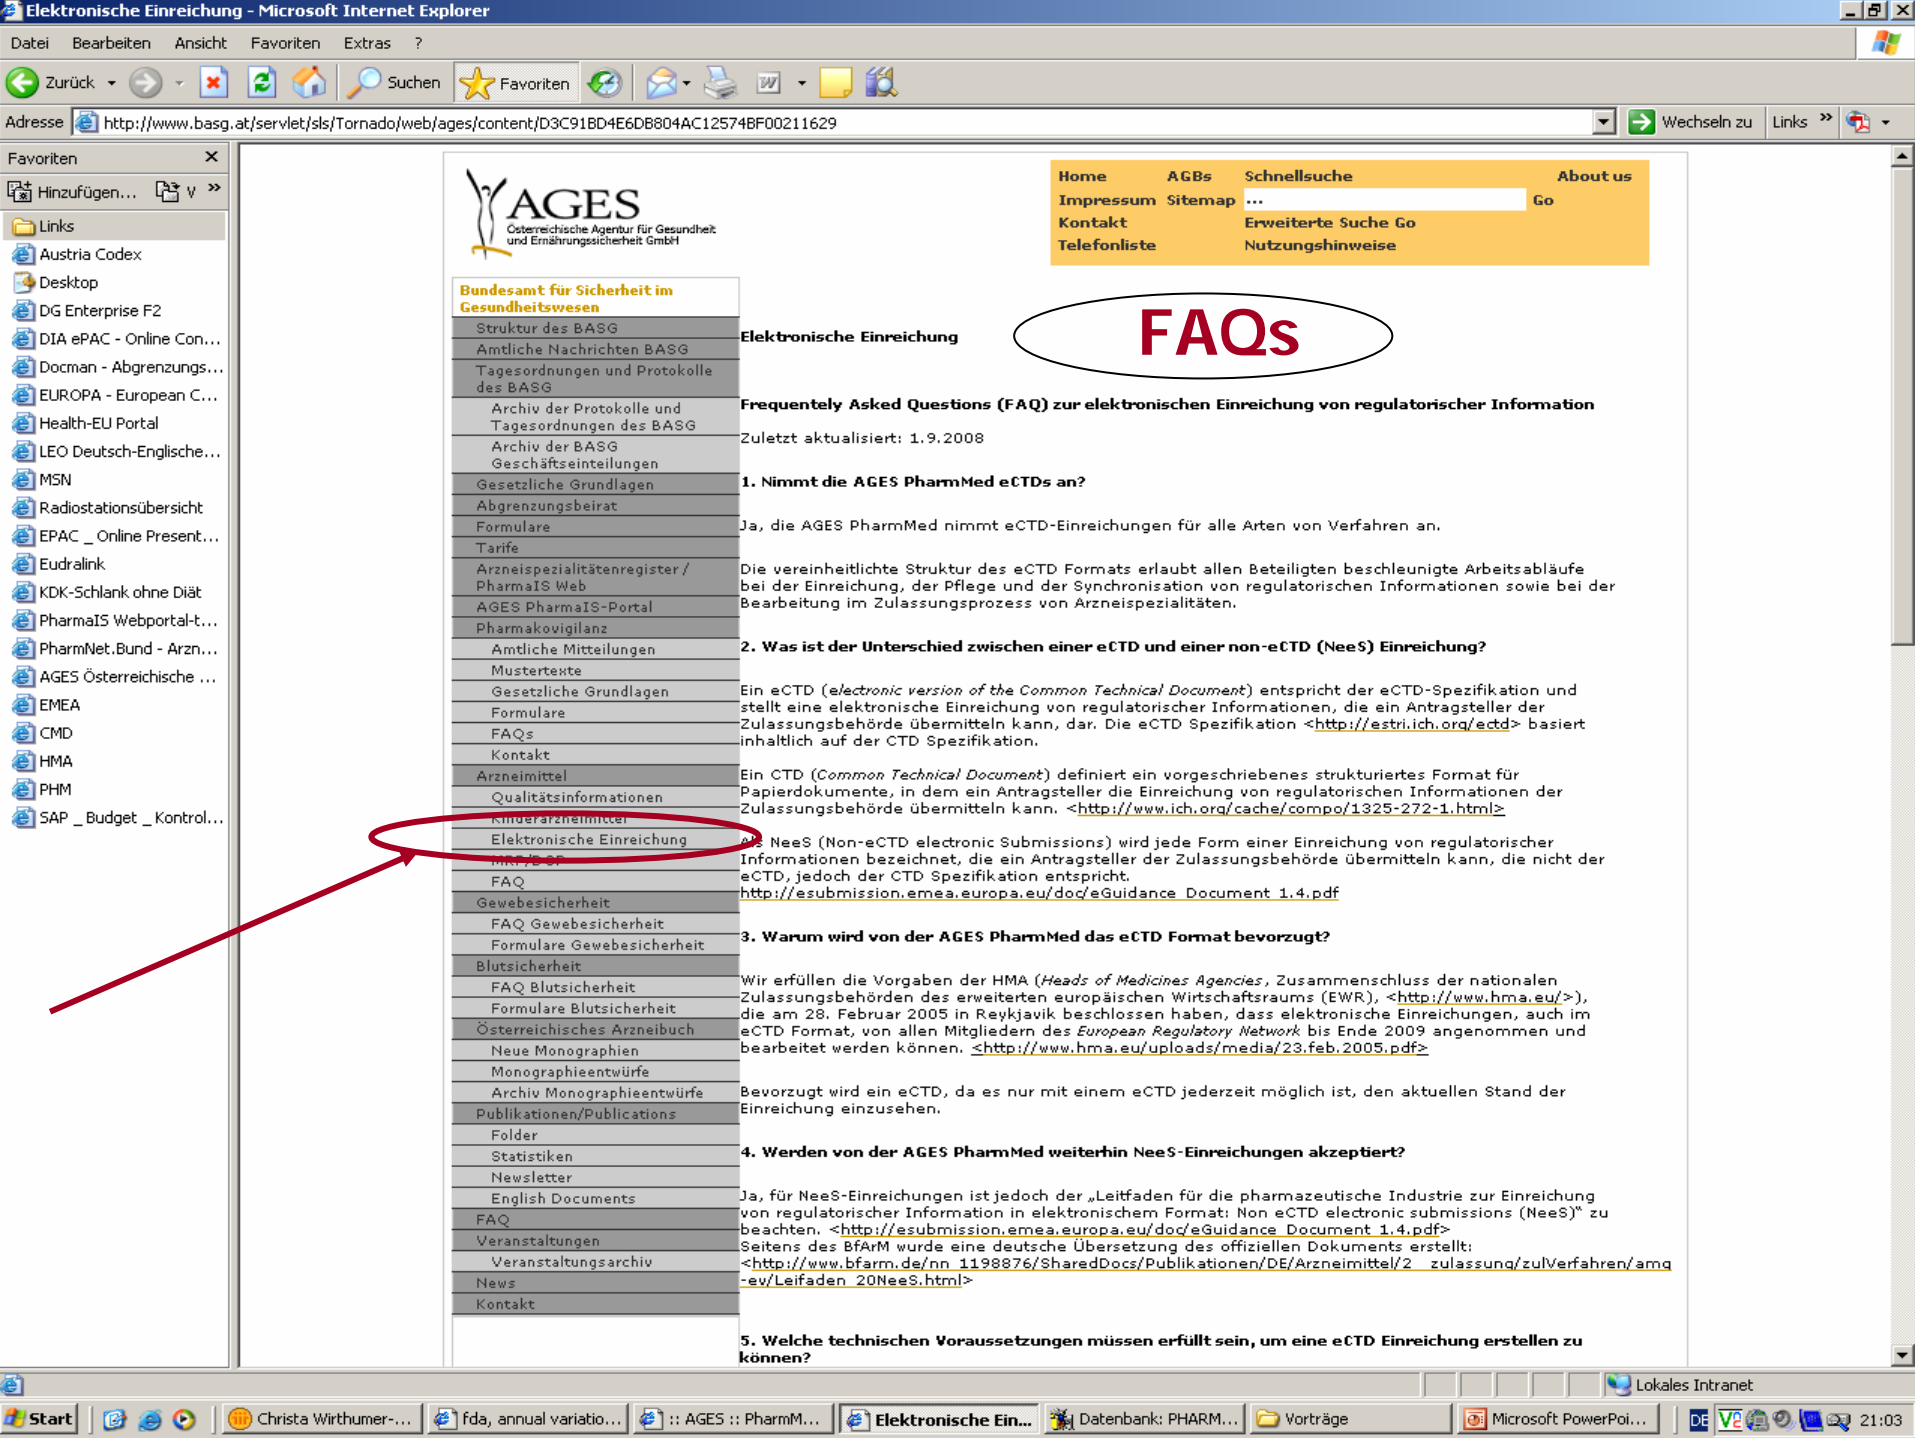 Elektronische Einreichung - Microsoft Internet Explorer
Datei Bearbeiten Ansicht Favoriten Extras ?
Zurück Suchen Favoriten
Adresse http://www.basg.at/servlet/sls/Tornado/web/ages/content/D3C91BD4E6DB804AC12574BF00211629 Wechseln zu Links »
Favoriten
Hinzufügen... V »
Links
Austria Codex
Desktop
DG Enterprise F2
DIA ePAC - Online Con...
Docman - Abgrenzungs...
EUROPA - European C...
Health-EU Portal
LEO Deutsch-Englische...
MSN
Radiostationsübersicht
EPAC _ Online Present...
Eudralink
KDK-Schlank ohne Diät
PharmaIS Webportal-t...
PharmNet.Bund - Arzn...
AGES Österreichische ...
EMEA
CMD
HMA
PHM
SAP _ Budget _ Kontrol...
AGES
Österreichische Agentur für Gesundheit
und Ernährungssicherheit GmbH
Home AGBs Schnellsuche About us
Impressum Sitemap ... Go
Kontakt Erweiterte Suche Go
Telefonliste Nutzungshinweise
Bundesamt für Sicherheit im
Gesundheitswesen
Struktur des BASG
Amtliche Nachrichten BASG
Tagesordnungen und Protokolle
des BASG
Archiv der Protokolle und
Tagesordnungen des BASG
Archiv der BASG
Geschäftseinteilungen
Gesetzliche Grundlagen
Abgrenzungsbeirat
Formulare
Tarife
Arzneispezialitätenregister /
PharmaIS Web
AGES PharmaIS-Portal
Pharmakovigilanz
Amtliche Mitteilungen
Mustertexte
Gesetzliche Grundlagen
Formulare
FAQs
Kontakt
Arzneimittel
Qualitätsinformationen
Kinderarzneimittel
Elektronische Einreichung
MRP/DCP
FAQ
Gewebesicherheit
FAQ Gewebesicherheit
Formulare Gewebesicherheit
Blutsicherheit
FAQ Blutsicherheit
Formulare Blutsicherheit
Österreichisches Arzneibuch
Neue Monographien
Monographieentwürfe
Archiv Monographieentwürfe
Publikationen/Publications
Folder
Statistiken
Newsletter
English Documents
FAQ
Veranstaltungen
Veranstaltungsarchiv
News
Kontakt
Elektronische Einreichung
FAQs
Frequentely Asked Questions (FAQ) zur elektronischen Einreichung von regulatorischer Information
Zuletzt aktualisiert: 1.9.2008
1. Nimmt die AGES PharmMed eCTDs an?
Ja, die AGES PharmMed nimmt eCTD-Einreichungen für alle Arten von Verfahren an.
Die vereinheitlichte Struktur des eCTD Formats erlaubt allen Beteiligten beschleunigte Arbeitsabläufe
bei der Einreichung, der Pflege und der Synchronisation von regulatorischen Informationen sowie bei der
Bearbeitung im Zulassungsprozess von Arzneispezialitäten.
2. Was ist der Unterschied zwischen einer eCTD und einer non-eCTD (NeeS) Einreichung?
Ein eCTD (electronic version of the Common Technical Document) entspricht der eCTD-Spezifikation und
stellt eine elektronische Einreichung von regulatorischer Informationen, die ein Antragsteller der
Zulassungsbehörde übermitteln kann, dar. Die eCTD Spezifikation <http://estri.ich.org/ectd> basiert
inhaltlich auf der CTD Spezifikation.
Ein CTD (Common Technical Document) definiert ein vorgeschriebenes strukturiertes Format für
Papierdokumente, in dem ein Antragsteller die Einreichung von regulatorischen Informationen der
Zulassungsbehörde übermitteln kann. <http://www.ich.org/cache/compo/1325-272-1.html>
Als NeeS (Non-eCTD electronic Submissions) wird jede Form einer Einreichung von regulatorischer
Informationen bezeichnet, die ein Antragsteller der Zulassungsbehörde übermitteln kann, die nicht der
eCTD, jedoch der CTD Spezifikation entspricht.
http://esubmission.emea.europa.eu/doc/eGuidance_Document_1.4.pdf
3. Warum wird von der AGES PharmMed das eCTD Format bevorzugt?
Wir erfüllen die Vorgaben der HMA (Heads of Medicines Agencies, Zusammenschluss der nationalen
Zulassungsbehörden des erweiterten europäischen Wirtschaftsraums (EWR), <http://www.hma.eu/>),
die am 28. Februar 2005 in Reykjavik beschlossen haben, dass elektronische Einreichungen, auch im
eCTD Format, von allen Mitgliedern des European Regulatory Network bis Ende 2009 angenommen und
bearbeitet werden können. <http://www.hma.eu/uploads/media/23.feb.2005.pdf>
Bevorzugt wird ein eCTD, da es nur mit einem eCTD jederzeit möglich ist, den aktuellen Stand der
Einreichung einzusehen.
4. Werden von der AGES PharmMed weiterhin NeeS-Einreichungen akzeptiert?
Ja, für NeeS-Einreichungen ist jedoch der „Leitfaden für die pharmazeutische Industrie zur Einreichung
von regulatorischer Information in elektronischem Format: Non eCTD electronic submissions (NeeS)" zu
beachten. <http://esubmission.emea.europa.eu/doc/eGuidance_Document_1.4.pdf>
Seitens des BfArM wurde eine deutsche Übersetzung des offiziellen Dokuments erstellt:
<http://www.bfarm.de/nn_1198876/SharedDocs/Publikationen/DE/Arzneimittel/2__zulassung/zulVerfahren/amg
-ev/Leifaden_20NeeS.html>
5. Welche technischen Voraussetzungen müssen erfüllt sein, um eine eCTD Einreichung erstellen zu
können?
Lokales Intranet
Start Christa Wirthumer-... fda, annual variatio... :: AGES :: PharmM... Elektronische Ein... Datenbank: PHARM... Vorträge Microsoft PowerPoi... DE 21:03